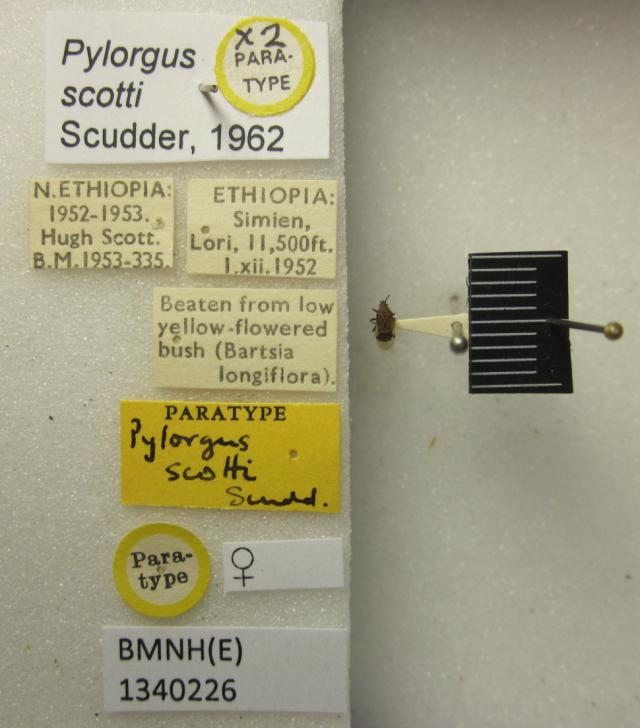 Pylorgus
scotti
Scudder, 1962
x2
PARA-
TYPE
N.ETHIOPIA:
1952-1953.
Hugh Scott.
B.M.1953-335.
ETHIOPIA:
Simien,
Lori, 11,500ft.
1.xii.1952
Beaten from low
yellow-flowered
bush (Bartsia
longiflora).
PARATYPE
Pylorgus
scotti
Scudd.
Para-
type
♀
BMNH(E)
1340226